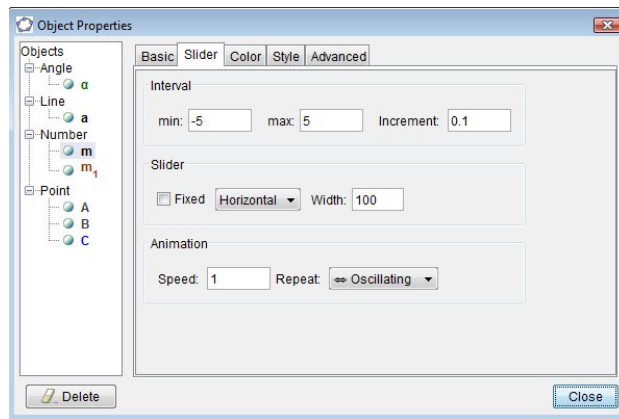 Object Properties
Objects
Angle
α
Line
a
Number
m
m₁
Point
A
B
C
Delete
Basic Slider Color Style Advanced
Interval
min: -5 max: 5 Increment: 0.1
Slider
Fixed Horizontal Width: 100
Animation
Speed: 1 Repeat: ⇔ Oscillating
Close